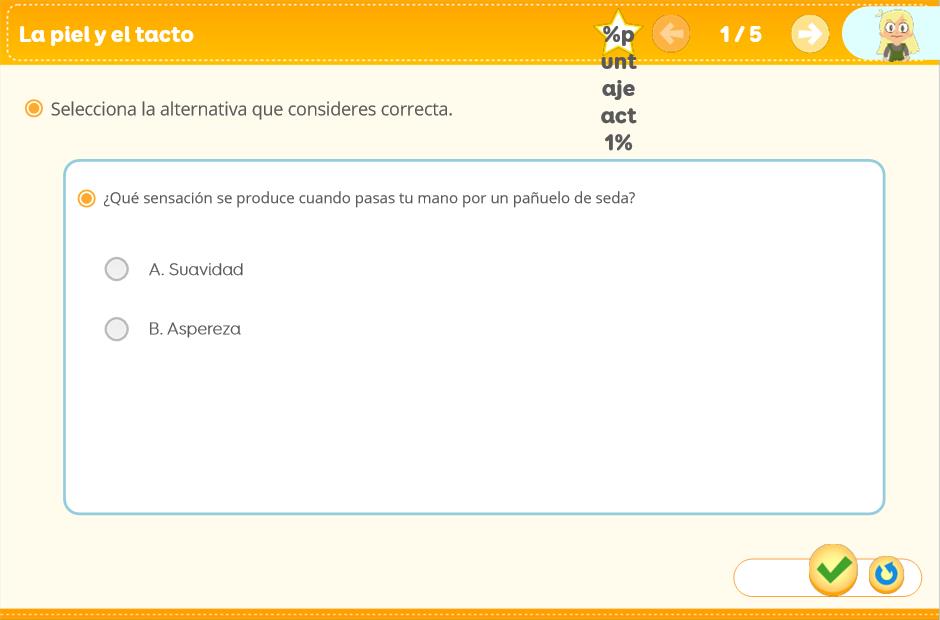 La piel y el tacto
%p
unt
aje
act
1%
1 / 5
Selecciona la alternativa que consideres correcta.
¿Qué sensación se produce cuando pasas tu mano por un pañuelo de seda?
A. Suavidad
B. Aspereza